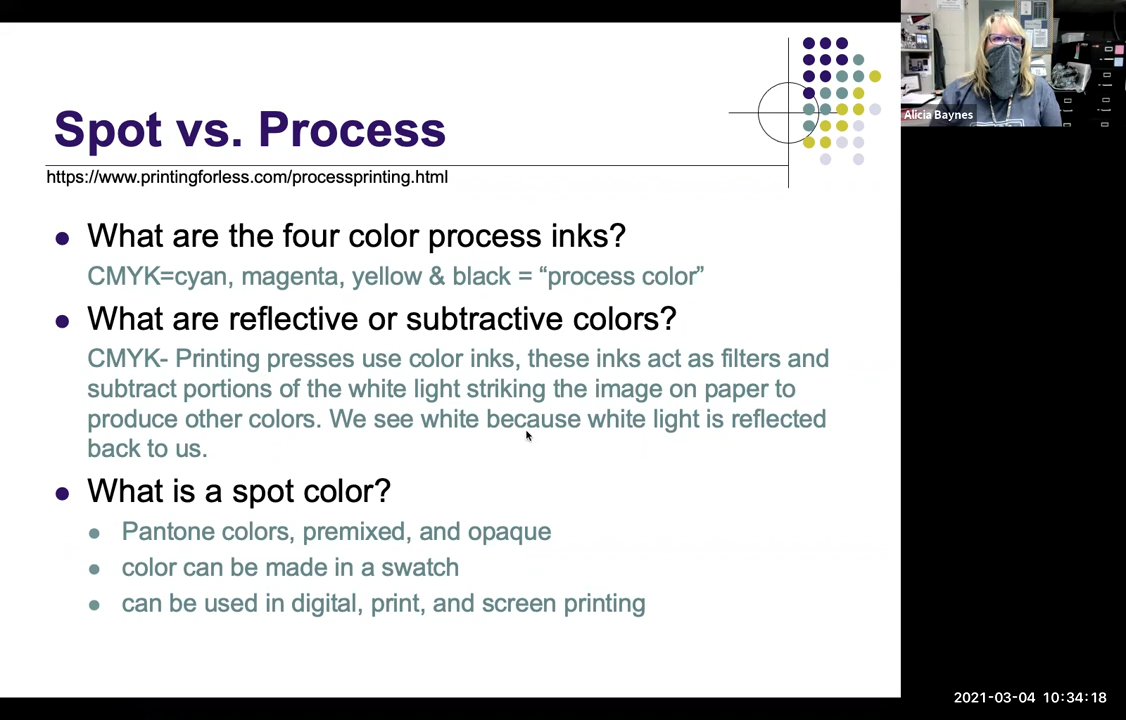 Spot vs. Process
https://www.printingforless.com/processprinting.html
What are the four color process inks?
CMYK=cyan, magenta, yellow & black = “process color”
What are reflective or subtractive colors?
CMYK- Printing presses use color inks, these inks act as filters and
subtract portions of the white light striking the image on paper to
produce other colors. We see white because white light is reflected
back to us.
What is a spot color?
Pantone colors, premixed, and opaque
color can be made in a swatch
can be used in digital, print, and screen printing
Alicia Baynes
2021-03-04 10:34:18